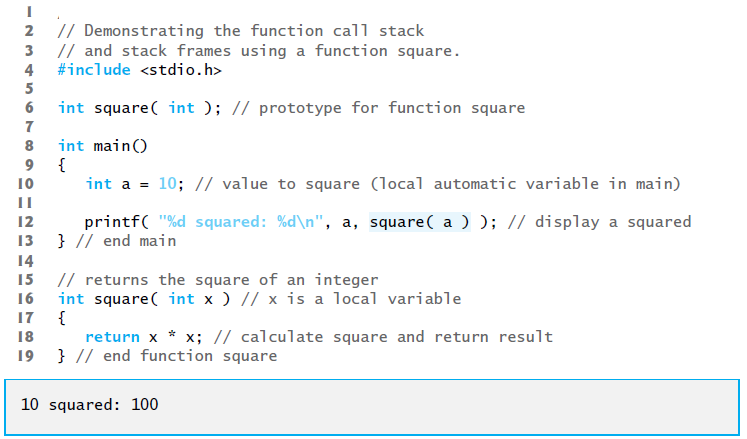 1
2 // Demonstrating the function call stack
3 // and stack frames using a function square.
4 #include <stdio.h>
5
6 int square( int ); // prototype for function square
7
8 int main()
9 {
10    int a = 10; // value to square (local automatic variable in main)
11
12    printf( "%d squared: %d\n", a, square( a ) ); // display a squared
13 } // end main
14
15 // returns the square of an integer
16 int square( int x ) // x is a local variable
17 {
18    return x * x; // calculate square and return result
19 } // end function square
10 squared: 100